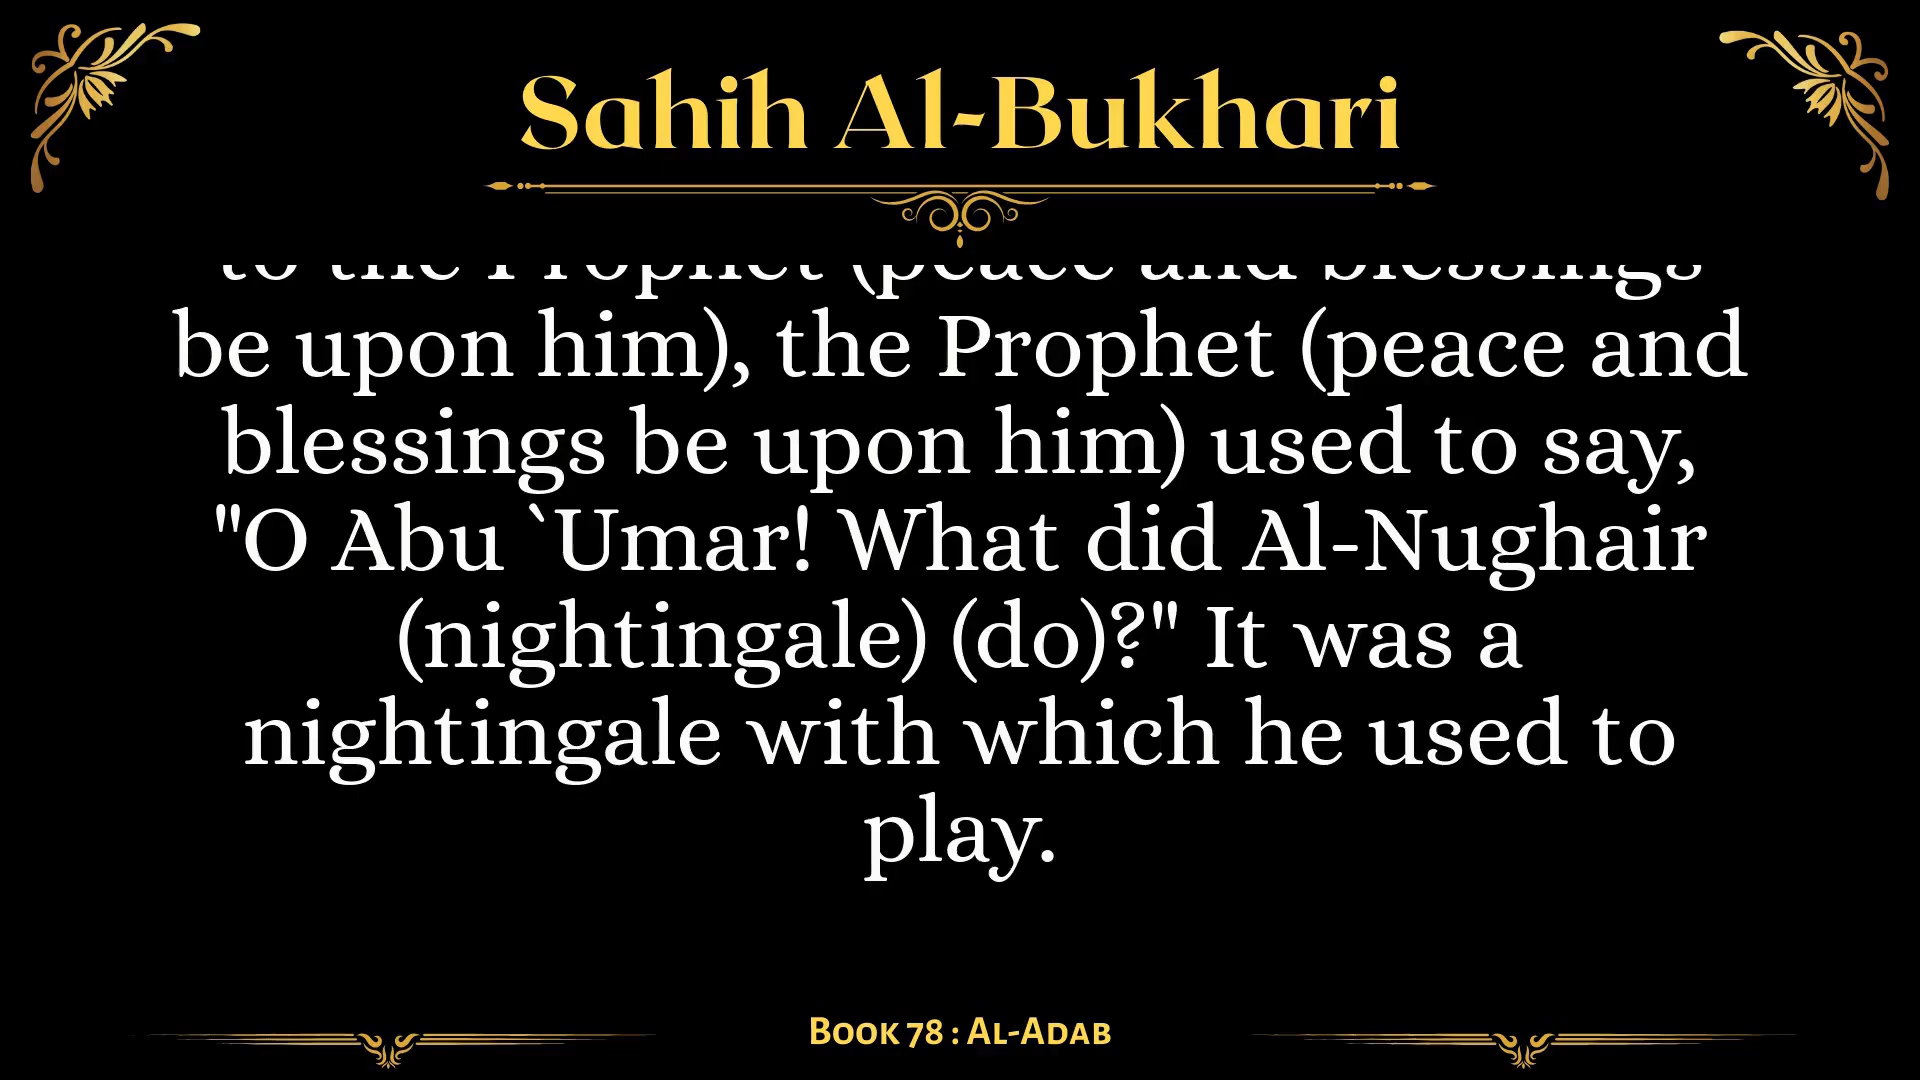 Sahih Al-Bukhari
to the Prophet (peace and blessings
be upon him), the Prophet (peace and
blessings be upon him) used to say,
"O Abu `Umar! What did Al-Nughair
(nightingale) (do)?" It was a
nightingale with which he used to
play.
Book 78 : Al-Adab